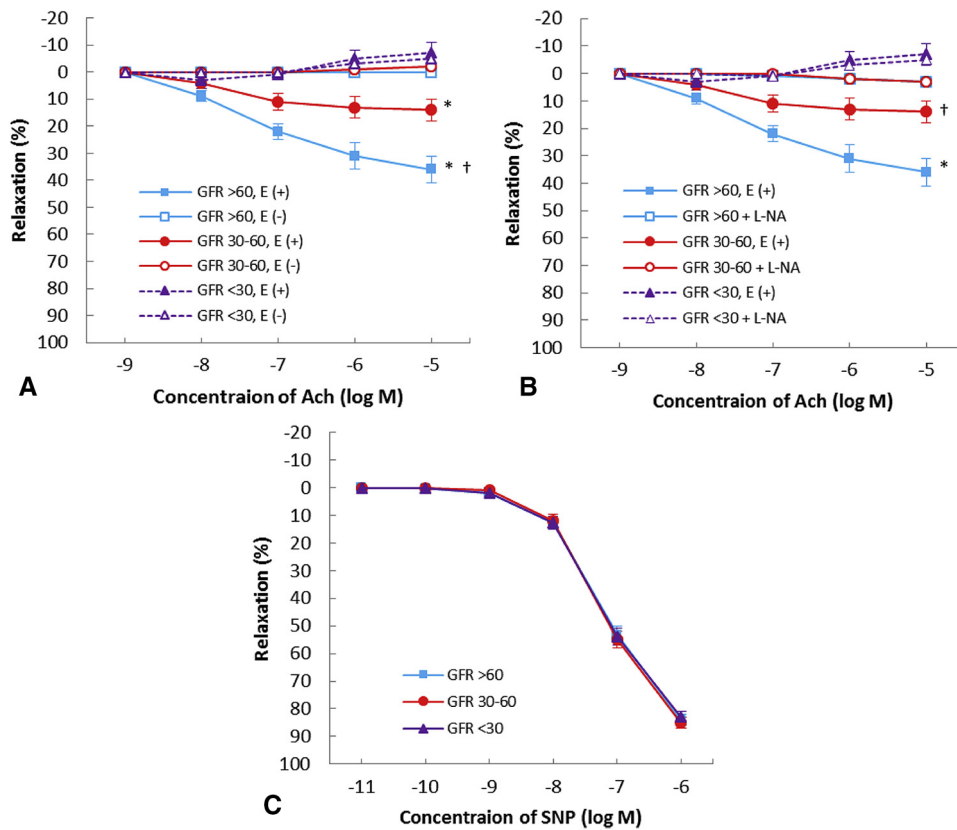 -20
-10
0
10
20
30
40
50
60
70
80
90
100
Relaxation (%)
*
* †
GFR >60, E (+)
GFR >60, E (-)
GFR 30-60, E (+)
GFR 30-60, E (-)
GFR <30, E (+)
GFR <30, E (-)
-9 -8 -7 -6 -5
A
Concentraion of Ach (log M)
-20
-10
0
10
20
30
40
50
60
70
80
90
100
Relaxation (%)
†
*
GFR >60, E (+)
GFR >60 + L-NA
GFR 30-60, E (+)
GFR 30-60 + L-NA
GFR <30, E (+)
GFR <30 + L-NA
-9 -8 -7 -6 -5
B
Concentraion of Ach (log M)
-20
-10
0
10
20
30
40
50
60
70
80
90
100
Relaxation (%)
GFR >60
GFR 30-60
GFR <30
-11 -10 -9 -8 -7 -6
C
Concentraion of SNP (log M)